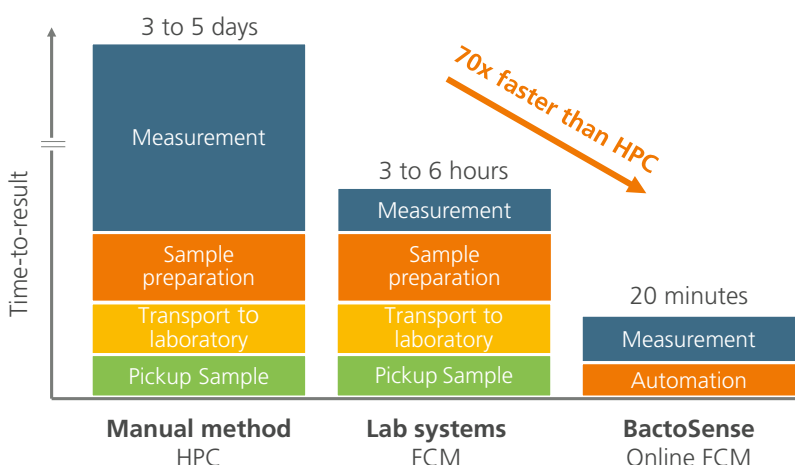 3 to 5 days
70x faster than HPC
Measurement
3 to 6 hours
Measurement
Time-to-result
Sample
preparation
Sample
preparation
20 minutes
Transport to
laboratory
Transport to
laboratory
Measurement
Pickup Sample
Pickup Sample
Automation
Manual method
HPC
Lab systems
FCM
BactoSense
Online FCM